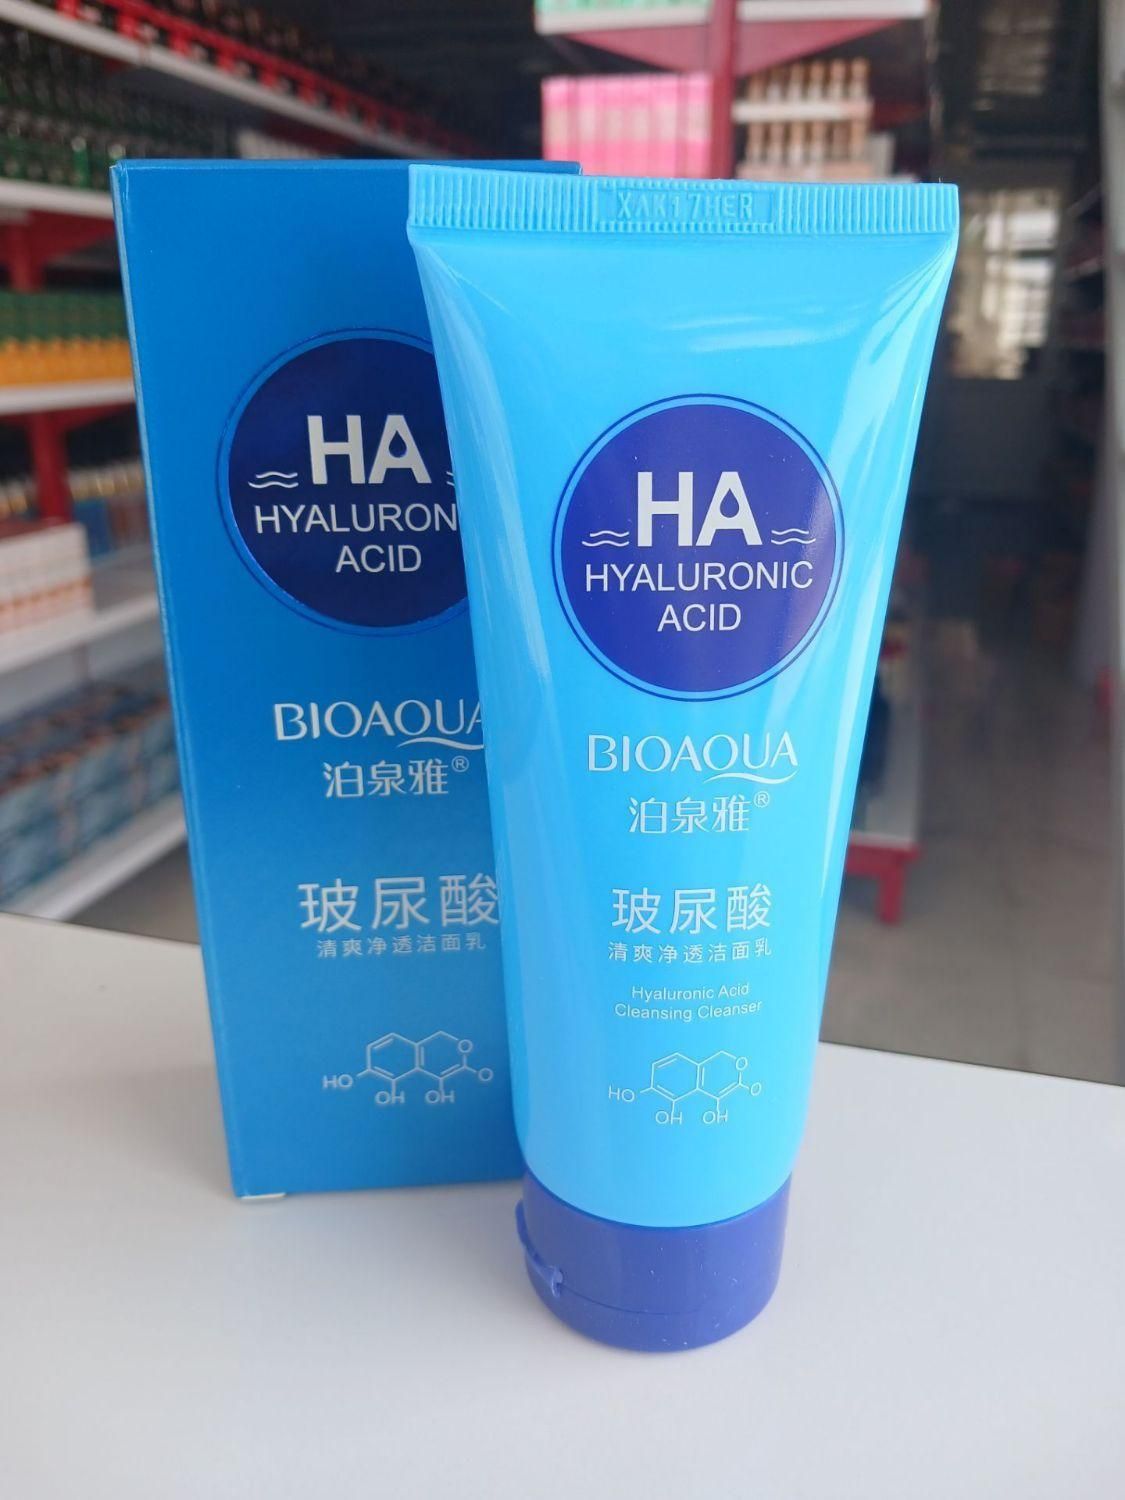 HA
HYALURON
ACID
BIOAQUA
泊泉雅®
玻尿酸
清爽净透洁面乳
HO
OH
OH
O
O
XAK17HER
HA
HYALURONIC
ACID
BIOAQUA
泊泉雅®
玻尿酸
清爽净透洁面乳
Hyaluronic Acid
Cleansing Cleanser
HO
OH
OH
O
O